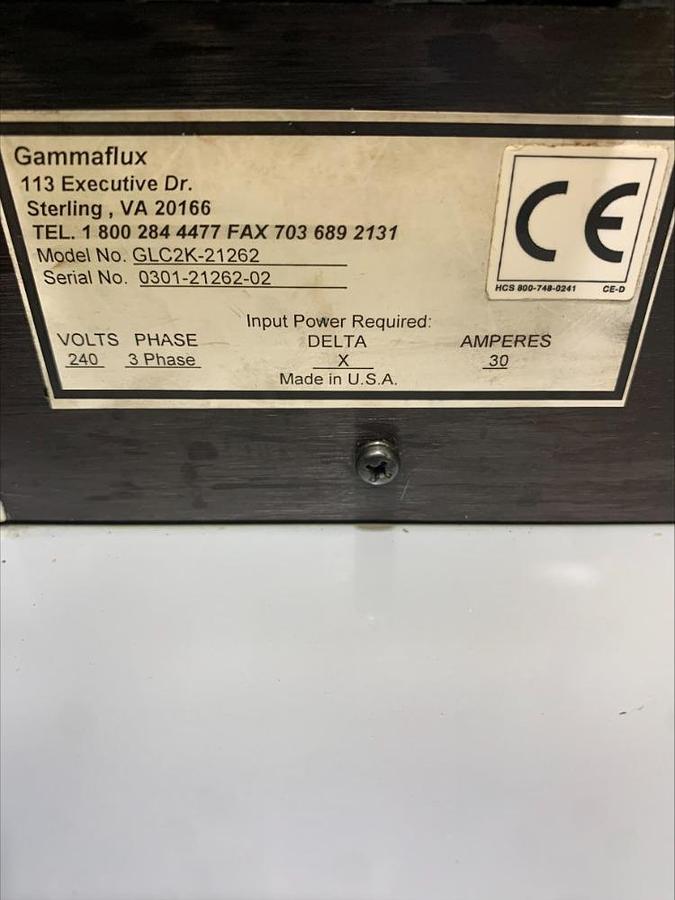 Gammaflux
113 Executive Dr.
Sterling , VA 20166
TEL. 1 800 284 4477 FAX 703 689 2131
Model No. GLC2K-21262
Serial No. 0301-21262-02
CE
HCS 800-748-0241 CE-D
Input Power Required:
VOLTS PHASE DELTA AMPERES
240 3 Phase X 30
Made in U.S.A.